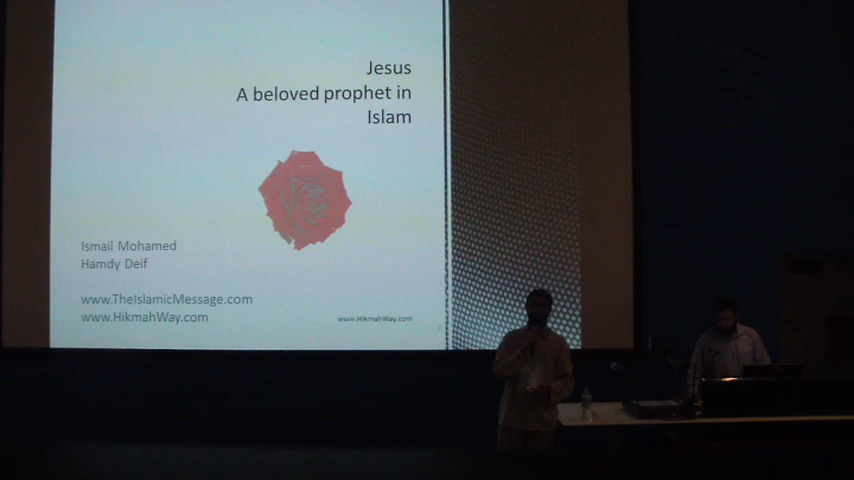 Jesus
A beloved prophet in
Islam
Ismail Mohamed
Hamdy Deif
www.TheIslamicMessage.com
www.HikmahWay.com
www.HikmahWay.com